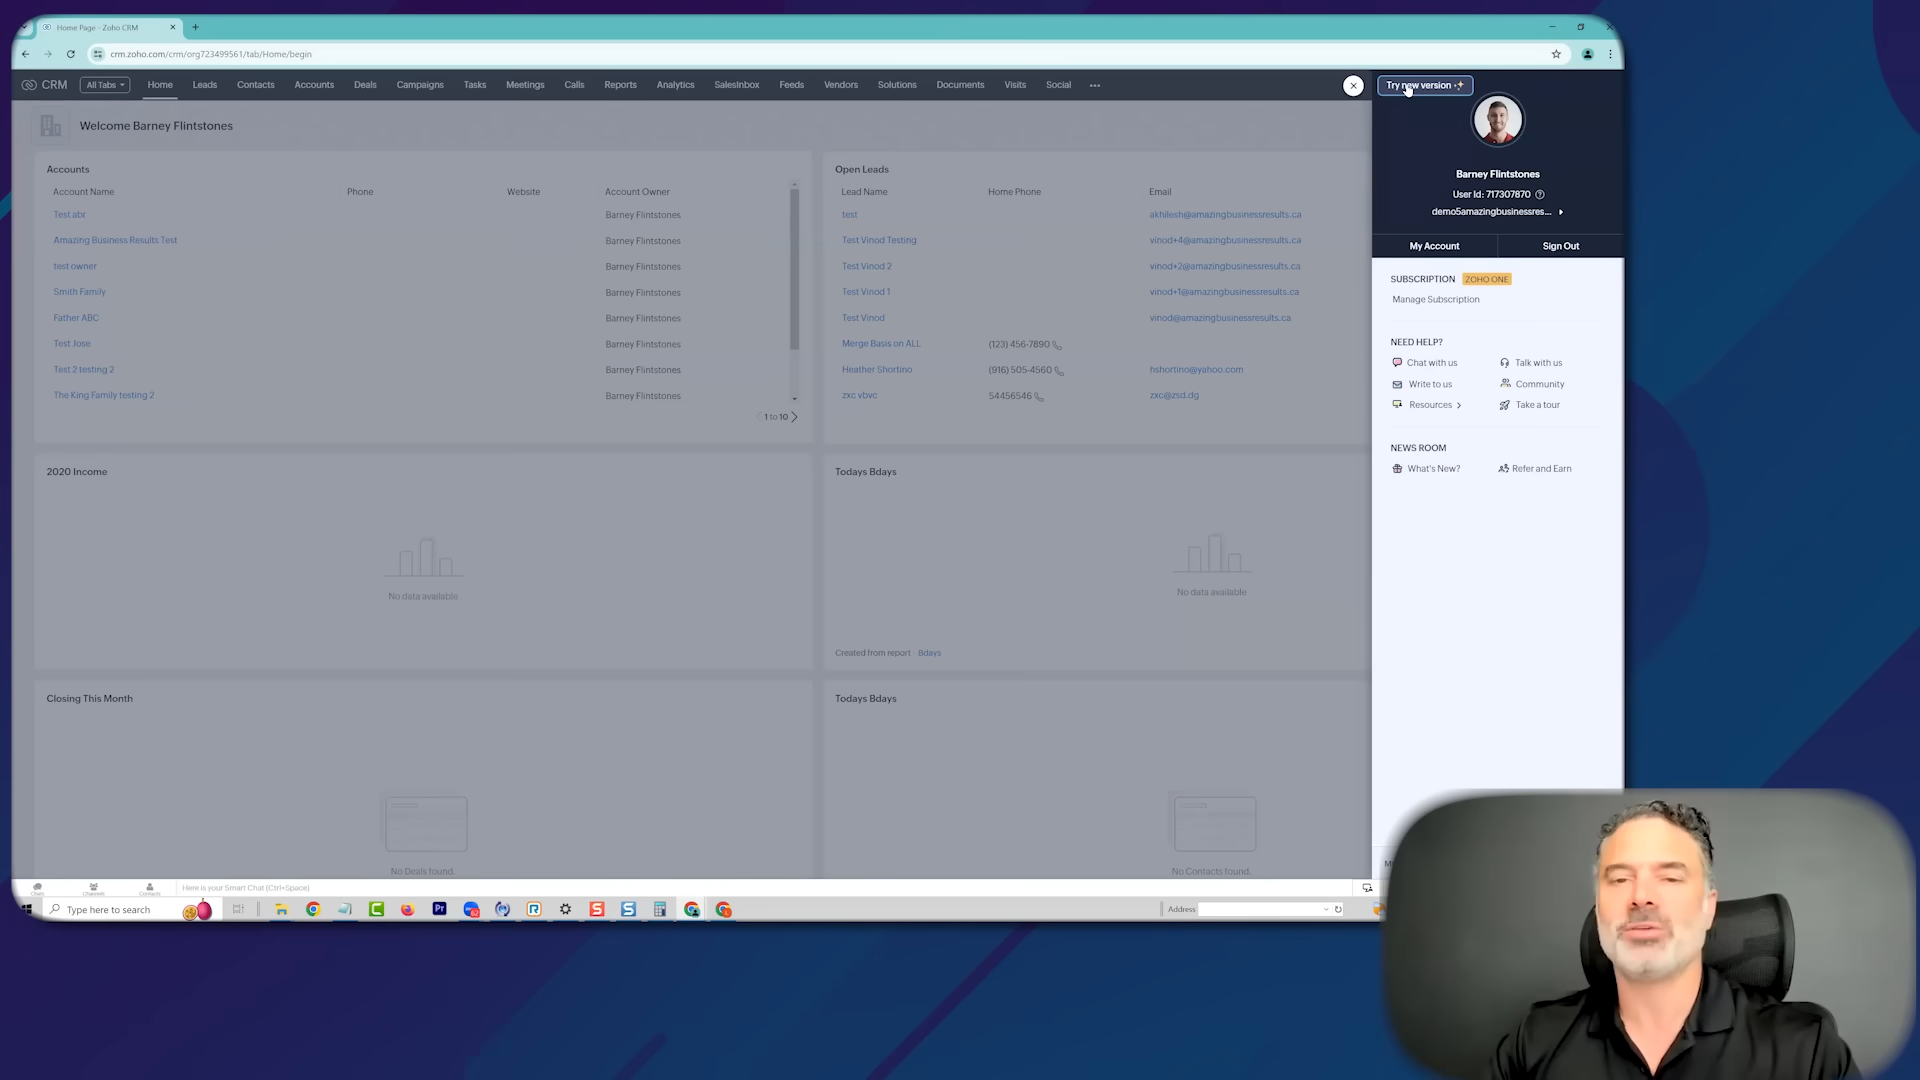 Home Page - Zoho CRM
crm.zoho.com/crm/org723499561/tab/Home/begin
CRM
All Tabs
Home
Leads
Contacts
Accounts
Deals
Campaigns
Tasks
Meetings
Calls
Reports
Analytics
SalesInbox
Feeds
Vendors
Solutions
Documents
Visits
Social
Try new version
Welcome Barney Flintstones
Accounts
Account Name Phone Website Account Owner
Test abr Barney Flintstones
Amazing Business Results Test Barney Flintstones
test owner Barney Flintstones
Smith Family Barney Flintstones
Father ABC Barney Flintstones
Test Jose Barney Flintstones
Test 2 testing 2 Barney Flintstones
The King Family testing 2 Barney Flintstones
1 to 10
Open Leads
Lead Name Home Phone Email
test akhilesh@amazingbusinessresults.ca
Test Vinod Testing vinod+4@amazingbusinessresults.ca
Test Vinod 2 vinod+2@amazingbusinessresults.ca
Test Vinod 1 vinod+1@amazingbusinessresults.ca
Test Vinod vinod@amazingbusinessresults.ca
Merge Basis on ALL (123) 456-7890
Heather Shortino (916) 505-4560 hshortino@yahoo.com
zxc vbvc 54456546 zxc@zsd.dg
2020 Income
No data available
Todays Bdays
No data available
Created from report Bdays
Closing This Month
No Deals found.
Todays Bdays
No Contacts found.
Barney Flintstones
User Id: 717307870
demo5amazingbusinessres...
My Account Sign Out
SUBSCRIPTION ZOHO ONE
Manage Subscription
NEED HELP?
Chat with us Talk with us
Write to us Community
Resources Take a tour
NEWS ROOM
What's New? Refer and Earn
Chats Channels Contacts
Here is your Smart Chat (Ctrl+Space)
Type here to search
Pr
Address